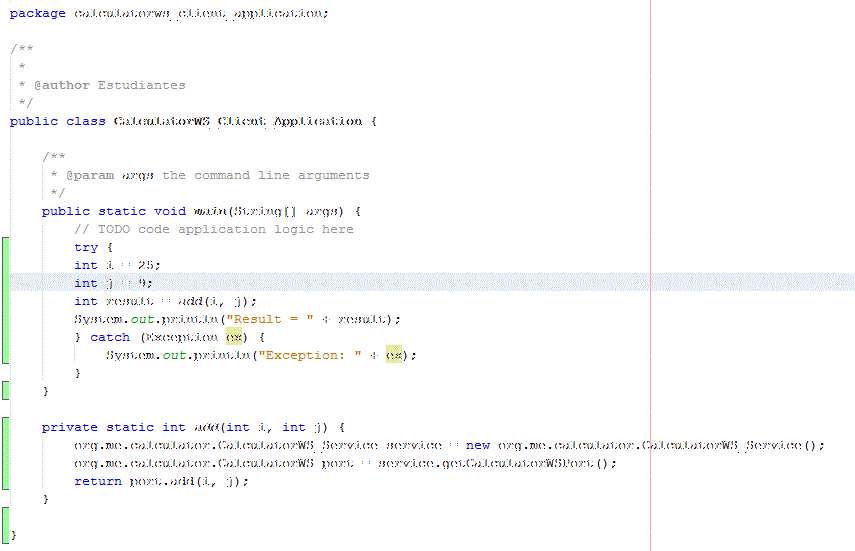 package calculatorws_client_application;
/**
*
* @author Estudiantes
*/
public class CalculatorWS_Client_Application {
/**
* @param args the command line arguments
*/
public static void main(String[] args) {
// TODO code application logic here
try {
int i = 25;
int j = 9;
int result = add(i, j);
System.out.println("Result = " + result);
} catch (Exception ex) {
System.out.println("Exception: " + ex);
}
}
private static int add(int i, int j) {
org.me.calculator.CalculatorWS_Service service = new org.me.calculator.CalculatorWS_Service();
org.me.calculator.CalculatorWS port = service.getCalculatorWSPort();
return port.add(i, j);
}
}